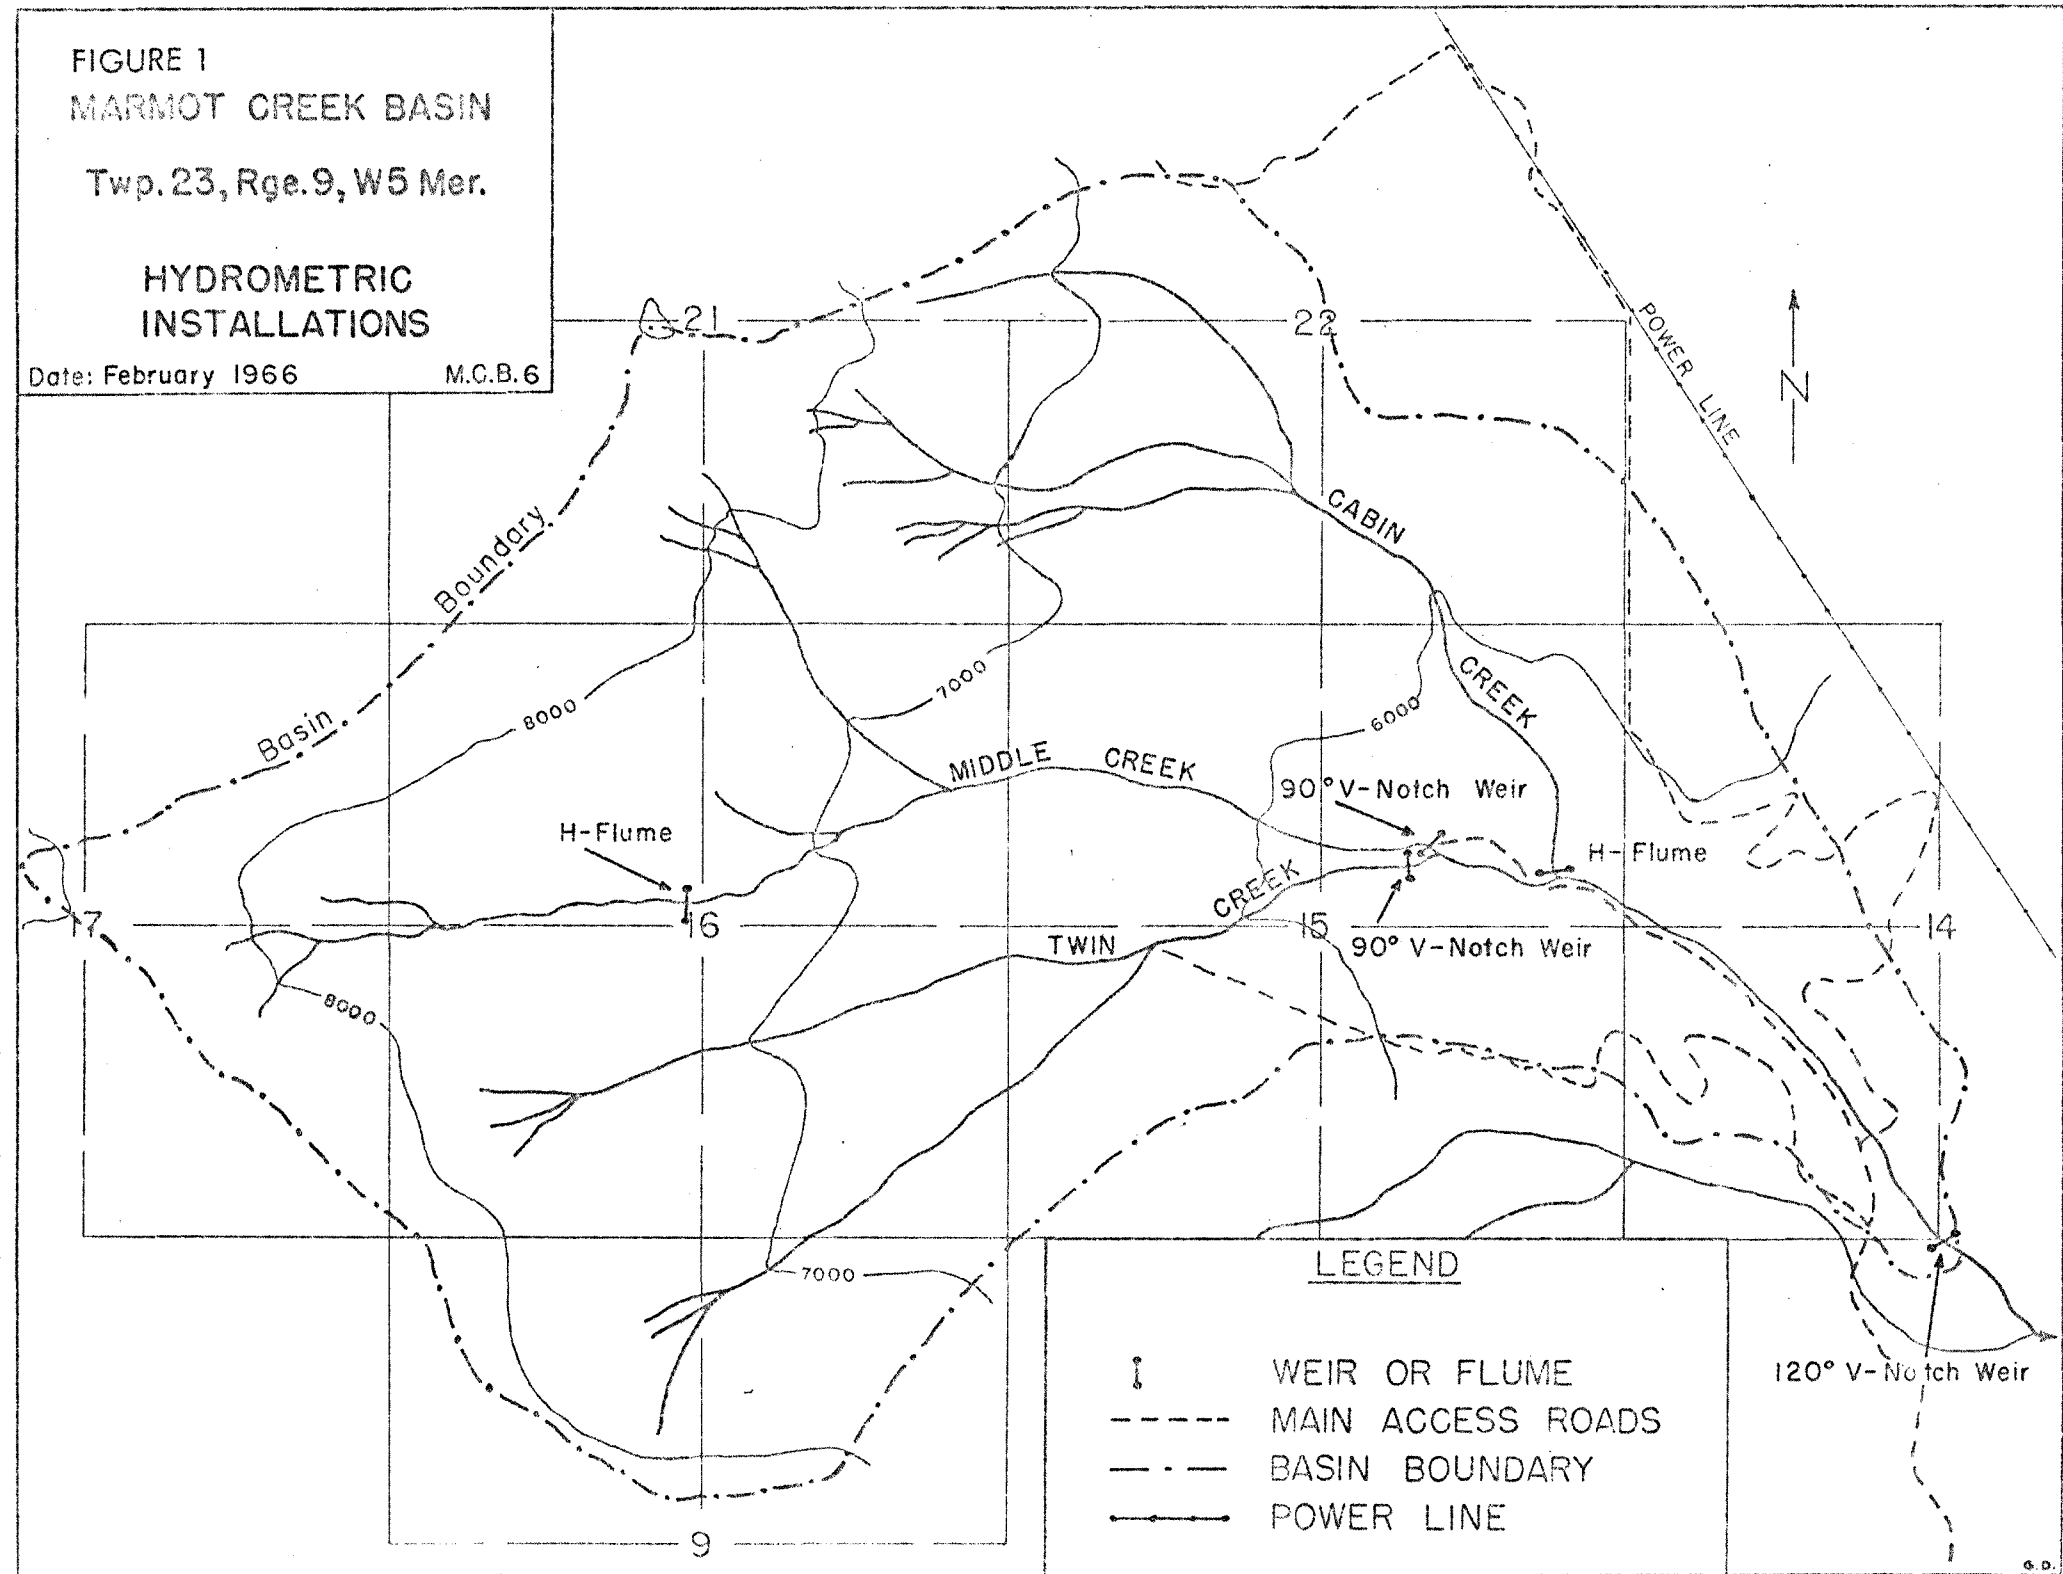 FIGURE 1
MARMOT CREEK BASIN
Twp. 23, Rge. 9, W5 Mer.
HYDROMETRIC
INSTALLATIONS
Date: February 1966
M.C.B. 6
21
22
POWER LINE
N
Basin Boundary
CABIN CREEK
8000
7000
6000
MIDDLE CREEK
90° V-Notch Weir
H-Flume
H-Flume
17
16
TWIN CREEK
15
90° V-Notch Weir
14
8000
7000
120° V-Notch Weir
9
LEGEND
WEIR OR FLUME
MAIN ACCESS ROADS
BASIN BOUNDARY
POWER LINE
G.D.